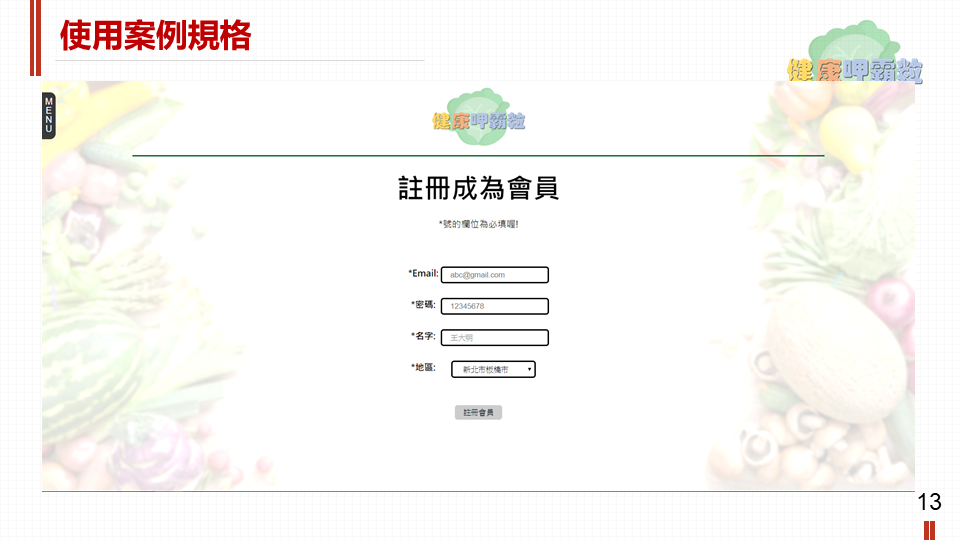 使用案例規格
健康呷霸粒
MENU
健康呷霸粒
註冊成為會員
*號的欄位為必填喔!
*Email: abc@gmail.com
*密碼: 12345678
*名字: 王大明
*地區: 新北市板橋市
註冊會員
13